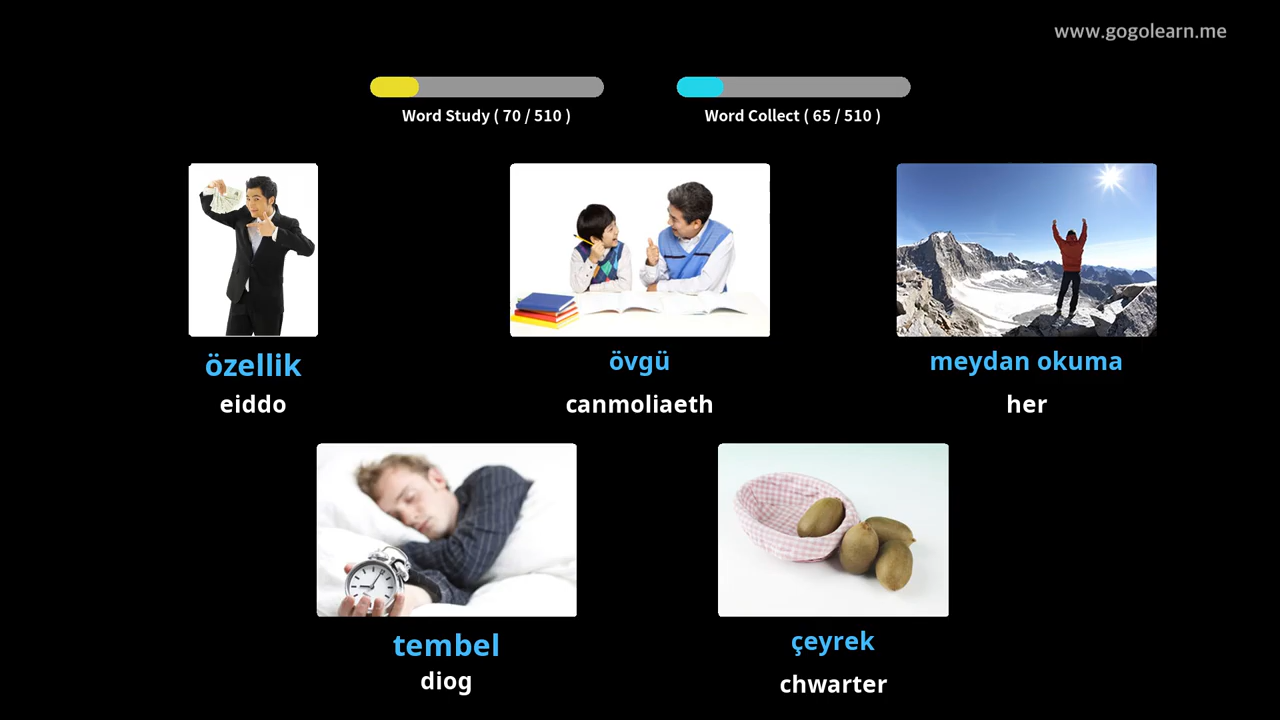 www.gogolearn.me
Word Study ( 70 / 510 )
Word Collect ( 65 / 510 )
özellik
eiddo
övgü
canmoliaeth
meydan okuma
her
tembel
diog
çeyrek
chwarter